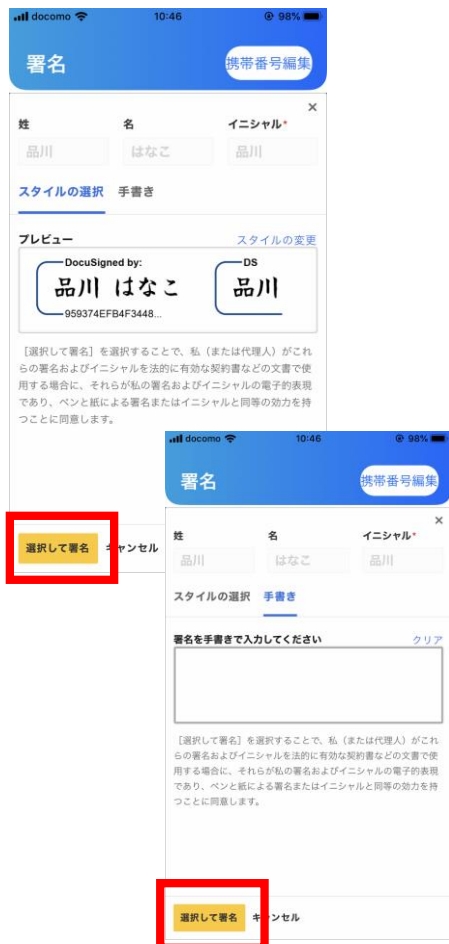 docomo 10:46 98%
署名 携帯番号編集
×
姓 名 イニシャル*
品川 はなこ 品川
スタイルの選択 手書き
プレビュー スタイルの変更
DocuSigned by: DS
品川 はなこ 品川
959374EFB4F3448...
［選択して署名］を選択することで、私（または代理人）がこれ
らの署名およびイニシャルを法的に有効な契約書などの文書で使
用する場合に、それらが私の署名およびイニシャルの電子的表現
であり、ペンと紙による署名またはイニシャルと同等の効力を持
つことに同意します。
選択して署名 キャンセル
docomo 10:46 98%
署名 携帯番号編集
×
姓 名 イニシャル*
品川 はなこ 品川
スタイルの選択 手書き
署名を手書きで入力してください クリア
［選択して署名］を選択することで、私（または代理人）がこれ
らの署名およびイニシャルを法的に有効な契約書などの文書で使
用する場合に、それらが私の署名およびイニシャルの電子的表現
であり、ペンと紙による署名またはイニシャルと同等の効力を持
つことに同意します。
選択して署名 キャンセル